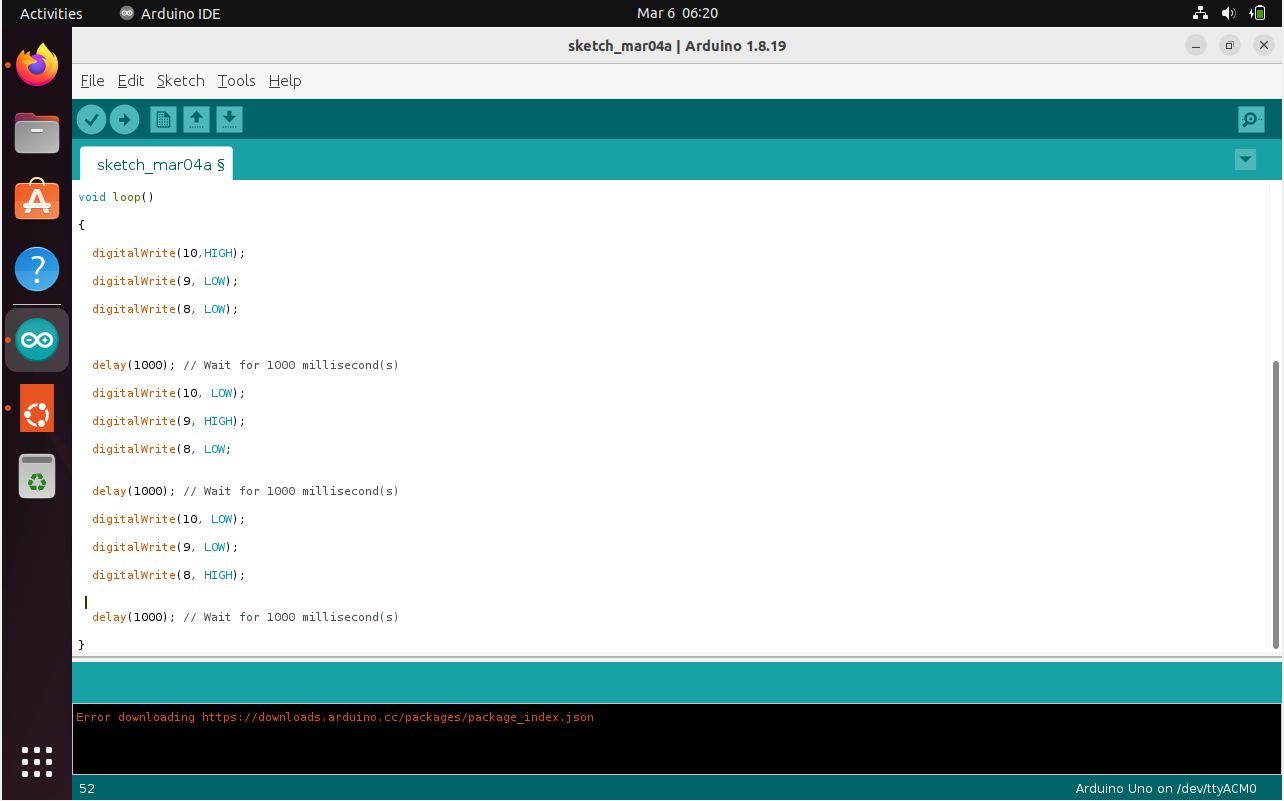 Activities
Arduino IDE
Mar 6 06:20
sketch_mar04a | Arduino 1.8.19
File Edit Sketch Tools Help
sketch_mar04a §
void loop()
{
digitalWrite(10,HIGH);
digitalWrite(9, LOW);
digitalWrite(8, LOW);
delay(1000); // Wait for 1000 millisecond(s)
digitalWrite(10, LOW);
digitalWrite(9, HIGH);
digitalWrite(8, LOW;
delay(1000); // Wait for 1000 millisecond(s)
digitalWrite(10, LOW);
digitalWrite(9, LOW);
digitalWrite(8, HIGH);
delay(1000); // Wait for 1000 millisecond(s)
}
Error downloading https://downloads.arduino.cc/packages/package_index.json
52
Arduino Uno on /dev/ttyACM0